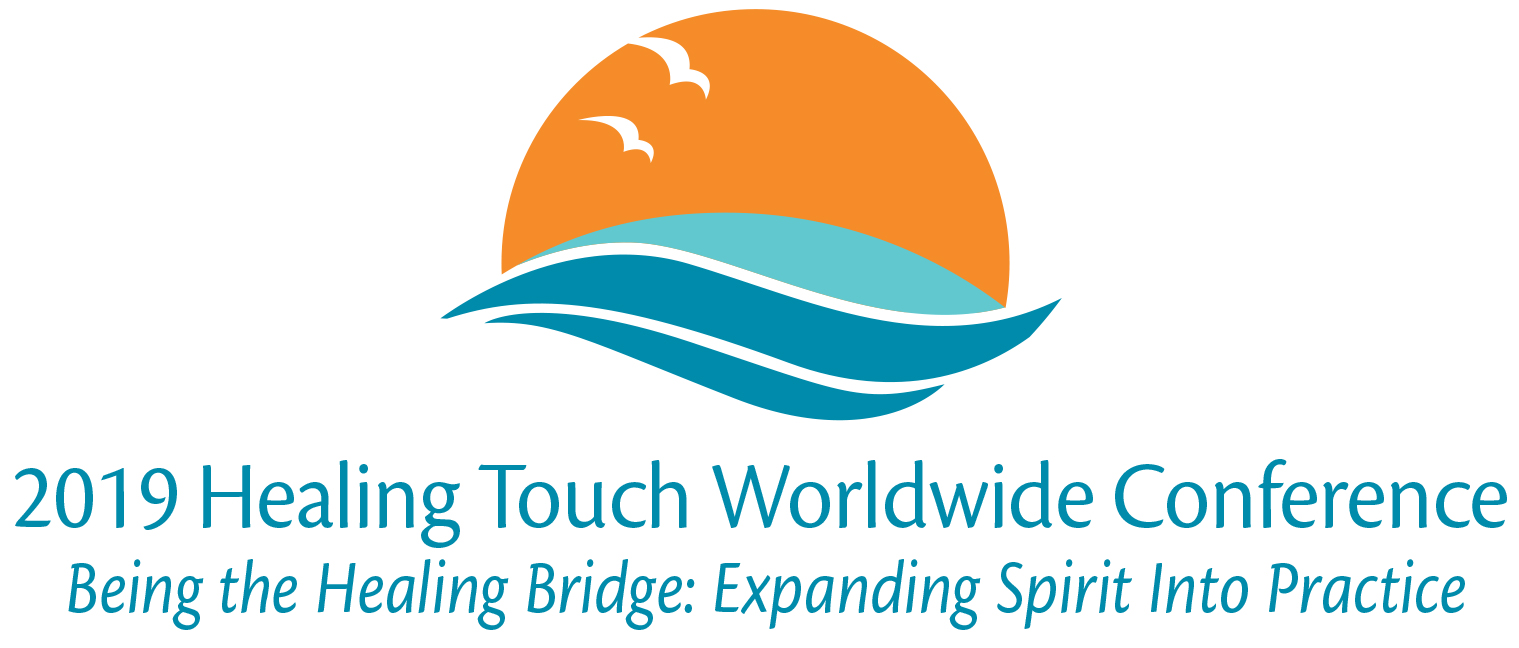 2019 Healing Touch Worldwide Conference
Being the Healing Bridge: Expanding Spirit Into Practice